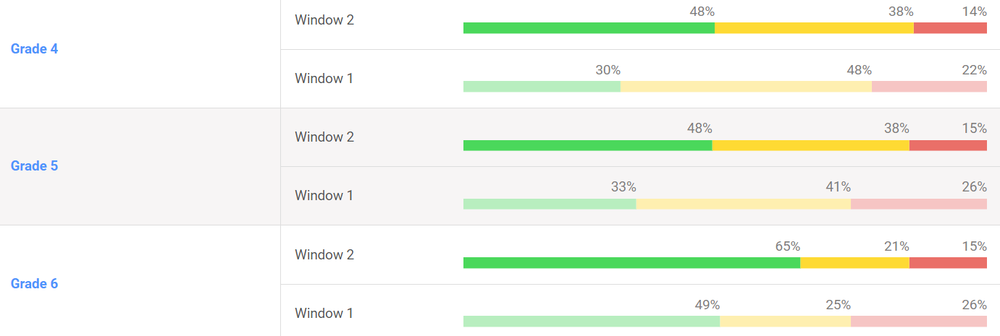 48% 38% 14%
Window 2
Grade 4
30% 48% 22%
Window 1
48% 38% 15%
Window 2
Grade 5
33% 41% 26%
Window 1
65% 21% 15%
Window 2
Grade 6
49% 25% 26%
Window 1